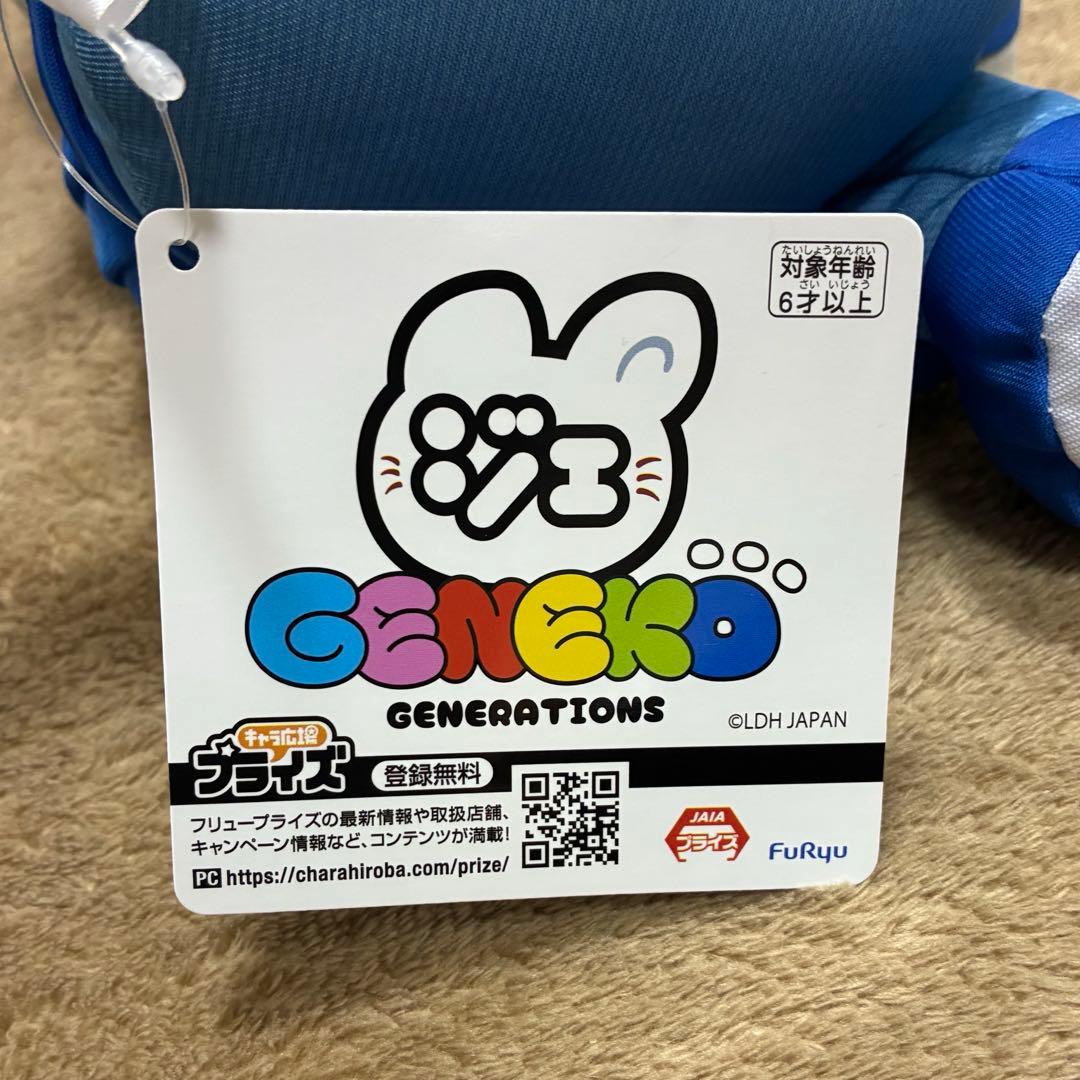 たいしょうねんれい
対象年齢
さい いじょう
6才以上
ジェ
GENEKO
GENERATIONS
©LDH JAPAN
キャラ広場
プライズ
登録無料
フリュープライズの最新情報や取扱店舗、
キャンペーン情報など、コンテンツが満載!
PC https://charahiroba.com/prize/
JAIA
プライズ
FuRyu